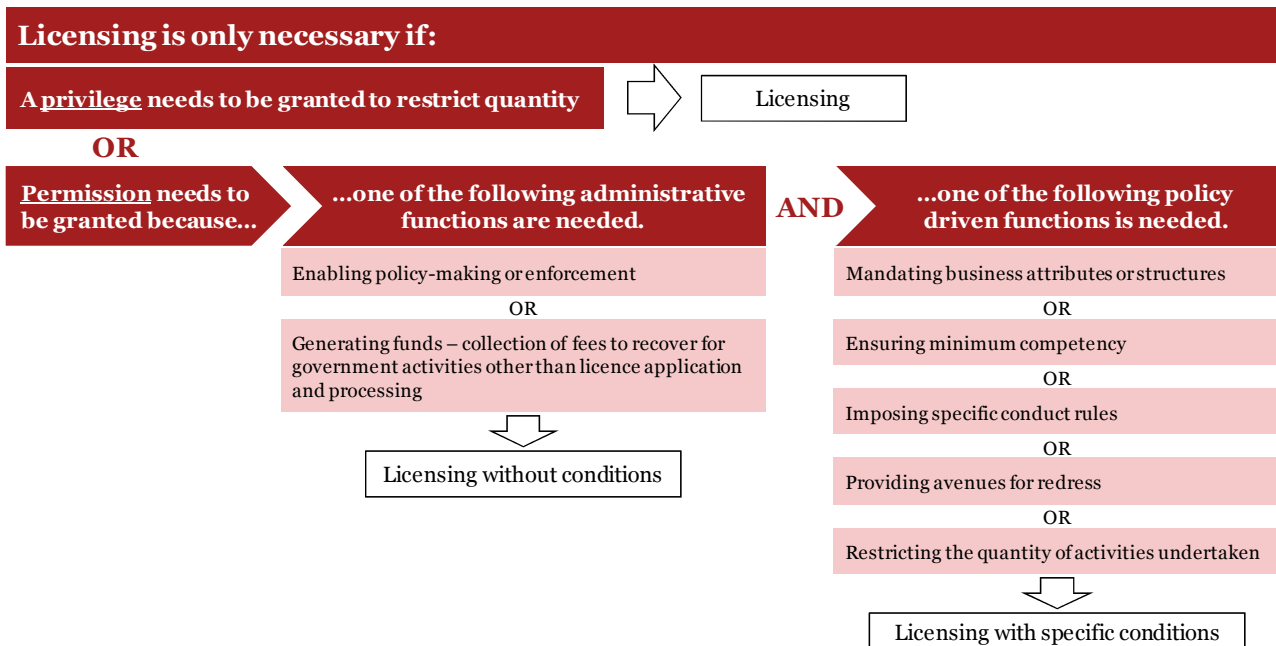 Licensing is only necessary if:
A privilege needs to be granted to restrict quantity
Licensing
OR
Permission needs to
be granted because...
...one of the following administrative
functions are needed.
AND
...one of the following policy
driven functions is needed.
Enabling policy-making or enforcement
OR
Generating funds – collection of fees to recover for
government activities other than licence application
and processing
Licensing without conditions
Mandating business attributes or structures
OR
Ensuring minimum competency
OR
Imposing specific conduct rules
OR
Providing avenues for redress
OR
Restricting the quantity of activities undertaken
Licensing with specific conditions